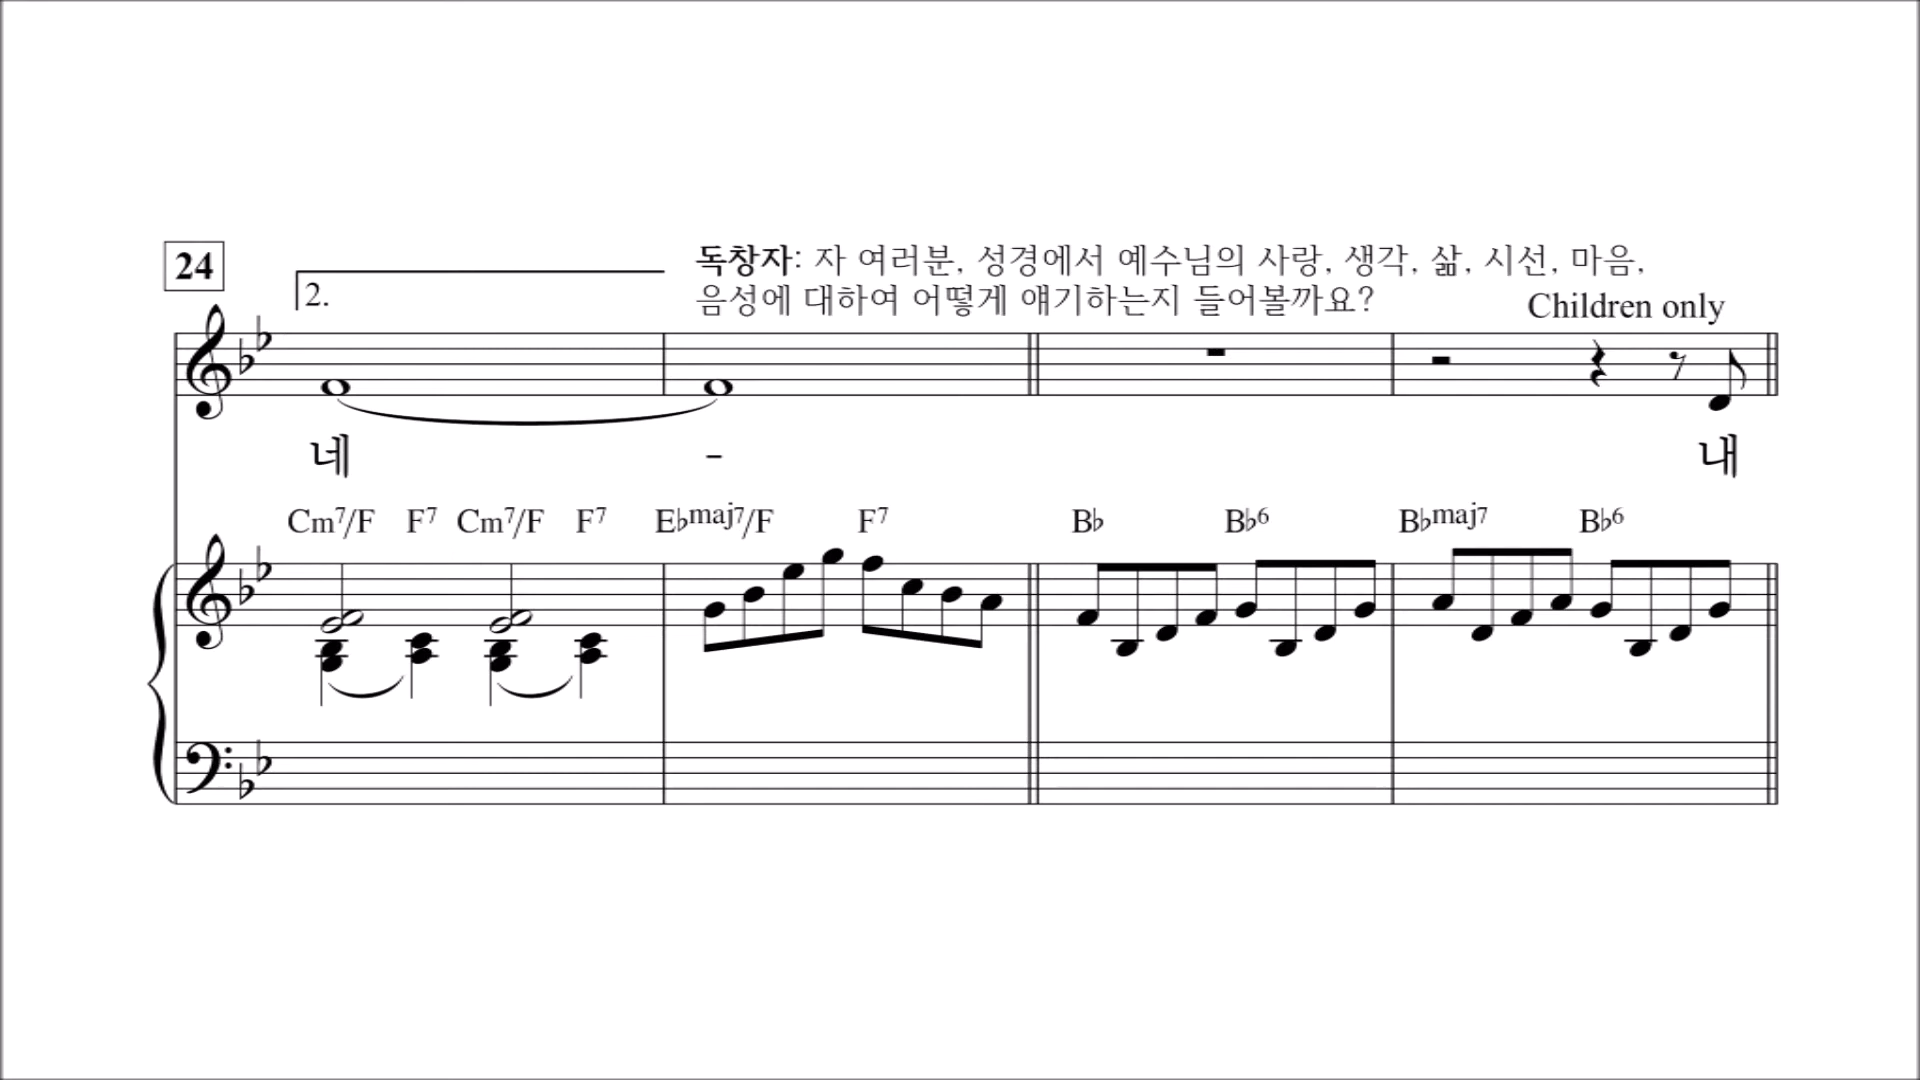 24
2.
독창자: 자 여러분, 성경에서 예수님의 사랑, 생각, 삶, 시선, 마음,
음성에 대하여 어떻게 얘기하는지 들어볼까요?
Children only
네 - 내
Cm7/F F7 Cm7/F F7 E♭maj7/F F7 B♭ B♭6 B♭maj7 B♭6